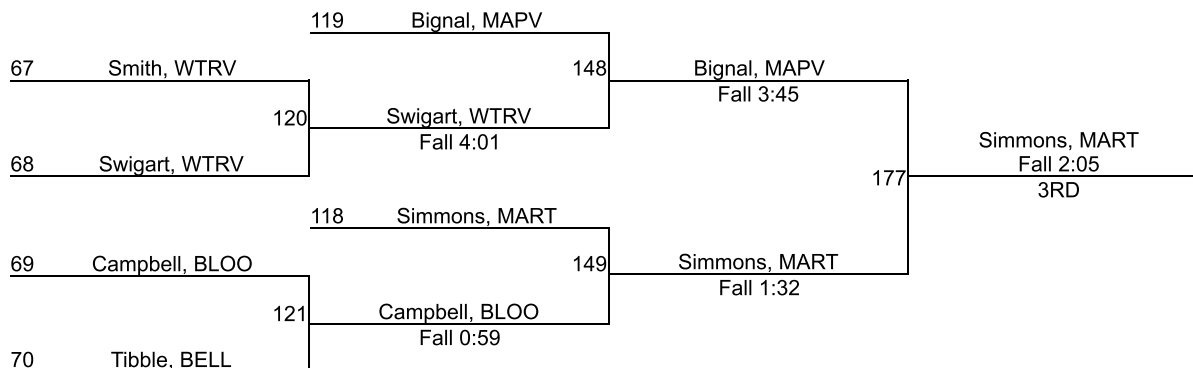 119 Bignal, MAPV
67 Smith, WTRV
148 Bignal, MAPV
Fall 3:45
120 Swigart, WTRV
Fall 4:01
68 Swigart, WTRV
Simmons, MART
Fall 2:05
177
3RD
118 Simmons, MART
69 Campbell, BLOO
149 Simmons, MART
Fall 1:32
121 Campbell, BLOO
Fall 0:59
70 Tibble, BELL